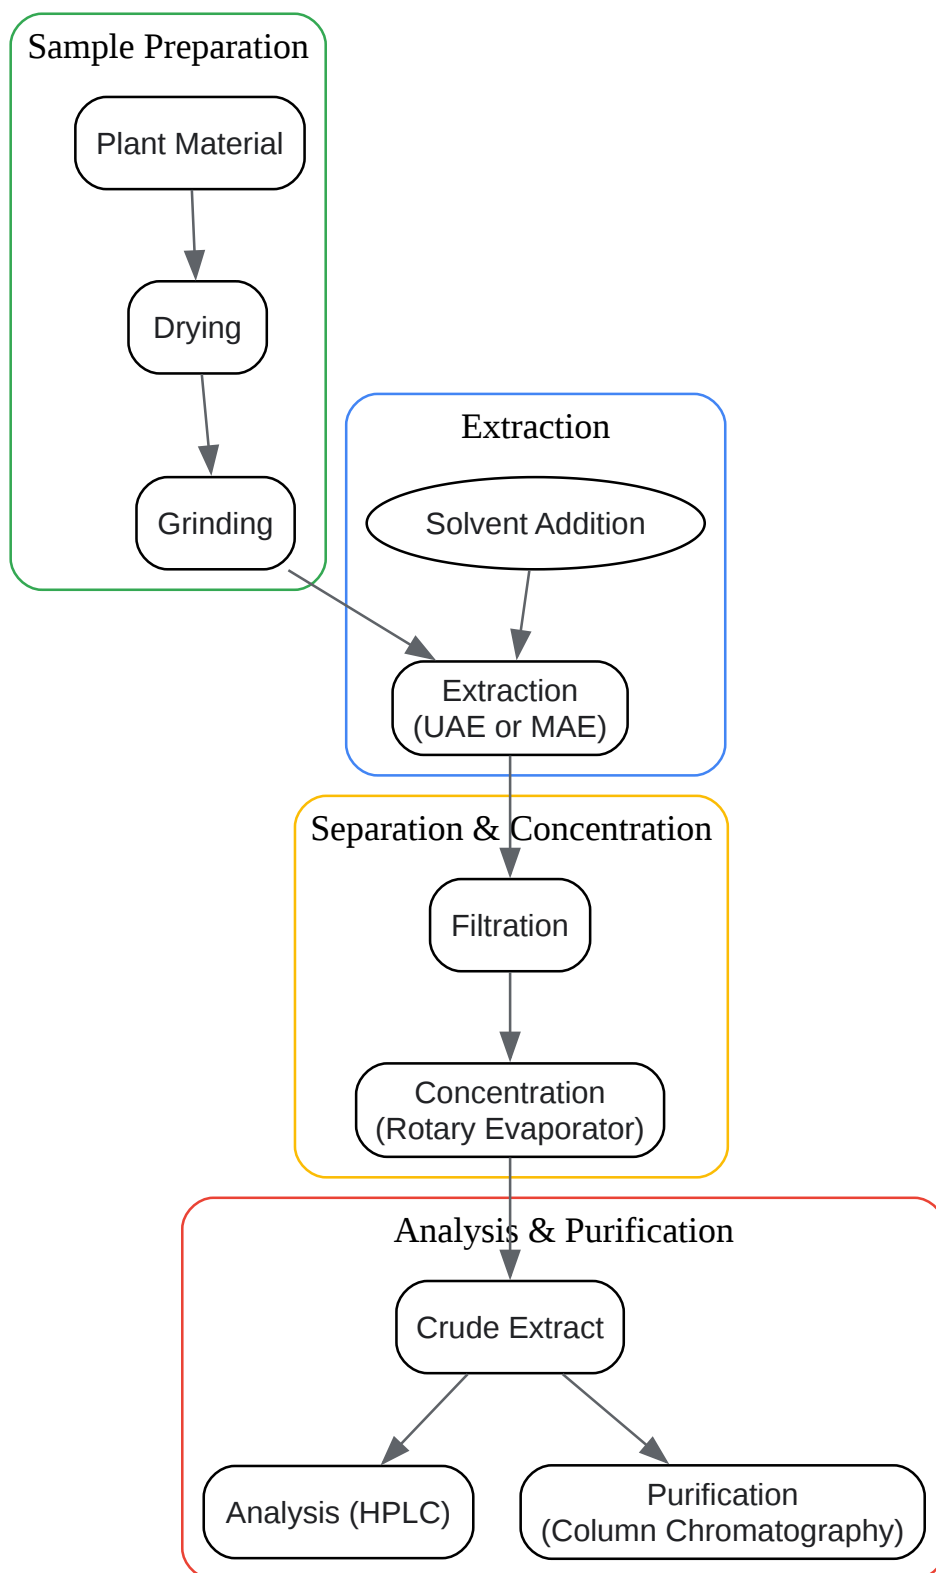 Sample Preparation
Plant Material
Drying
Grinding
Extraction
Solvent Addition
Extraction
(UAE or MAE)
Separation & Concentration
Filtration
Concentration
(Rotary Evaporator)
Analysis & Purification
Crude Extract
Analysis (HPLC)
Purification
(Column Chromatography)